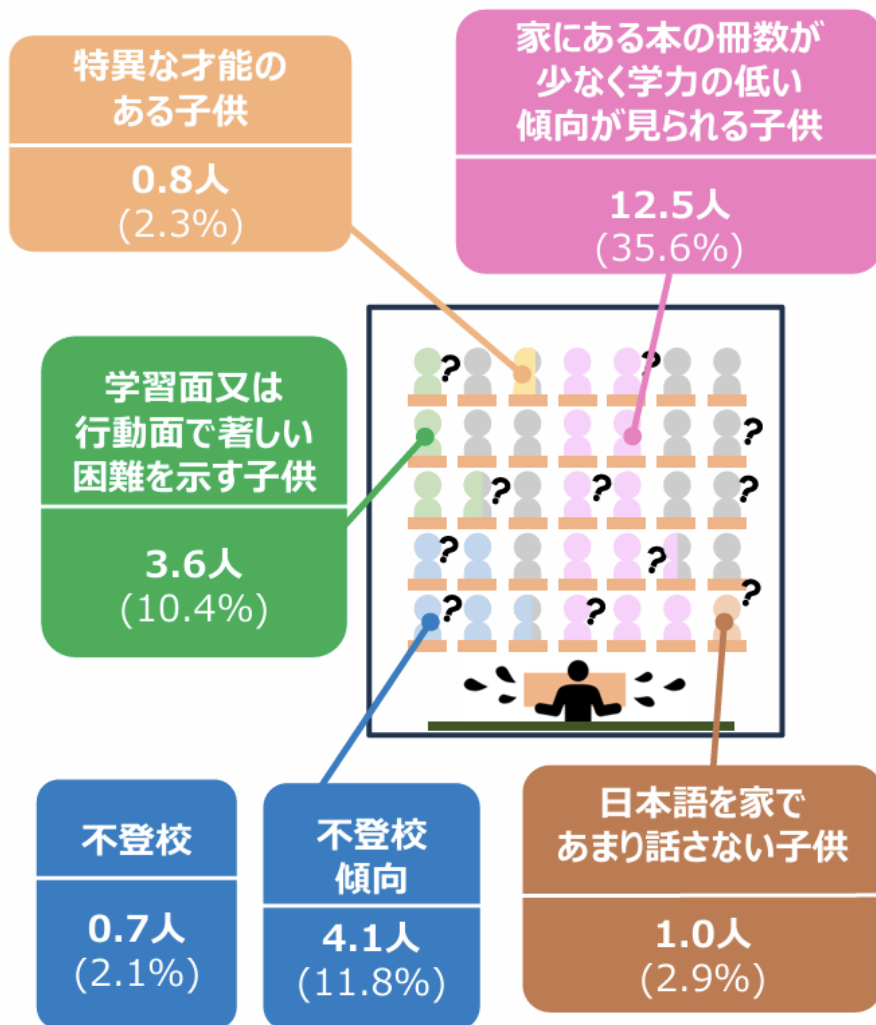 特異な才能の
ある子供
0.8人
(2.3%)
家にある本の冊数が
少なく学力の低い
傾向が見られる子供
12.5人
(35.6%)
学習面又は
行動面で著しい
困難を示す子供
3.6人
(10.4%)
?
?
?
?
?
?
?
?
?
?
?
?
不登校
0.7人
(2.1%)
不登校
傾向
4.1人
(11.8%)
日本語を家で
あまり話さない子供
1.0人
(2.9%)